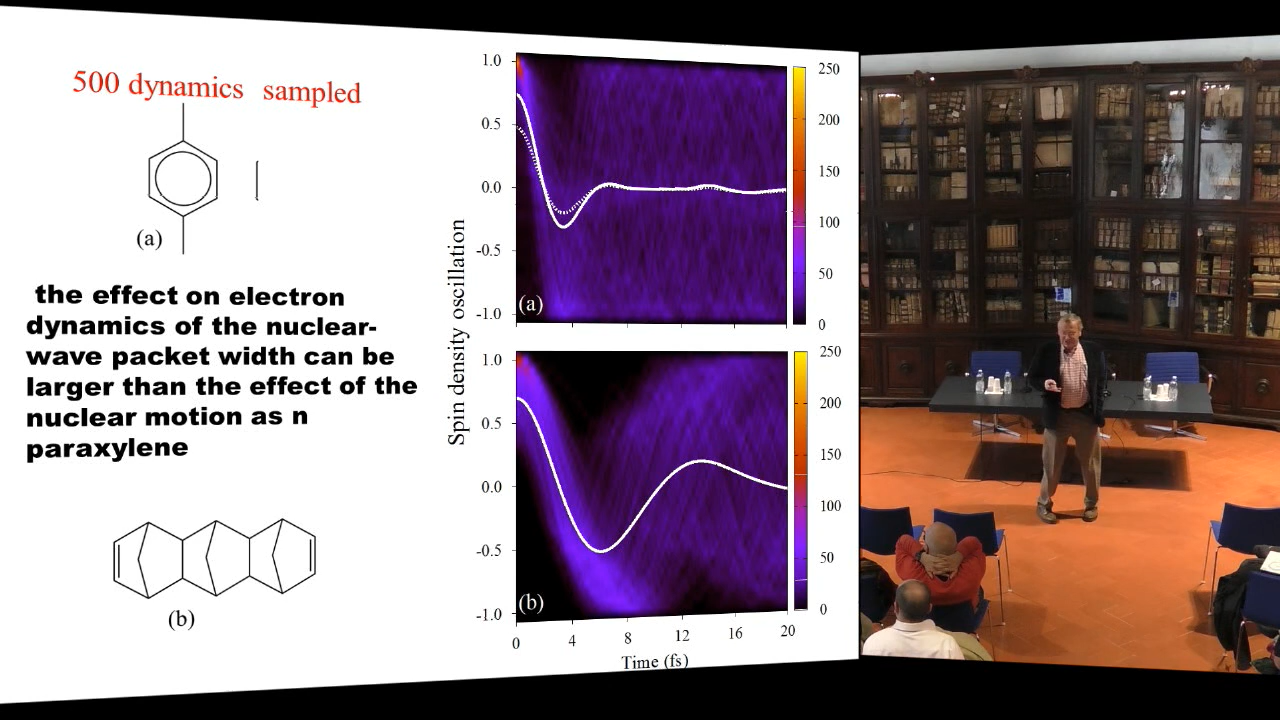 500 dynamics sampled
(a)
the effect on electron
dynamics of the nuclear-
wave packet width can be
larger than the effect of the
nuclear motion as n
paraxylene
(b)
Spin density oscillation
1.0
0.5
0.0
-0.5
-1.0
(a)
250
200
150
100
50
0
1.0
0.5
0.0
-0.5
-1.0
(b)
250
200
150
100
50
0
0 4 8 12 16 20
Time (fs)